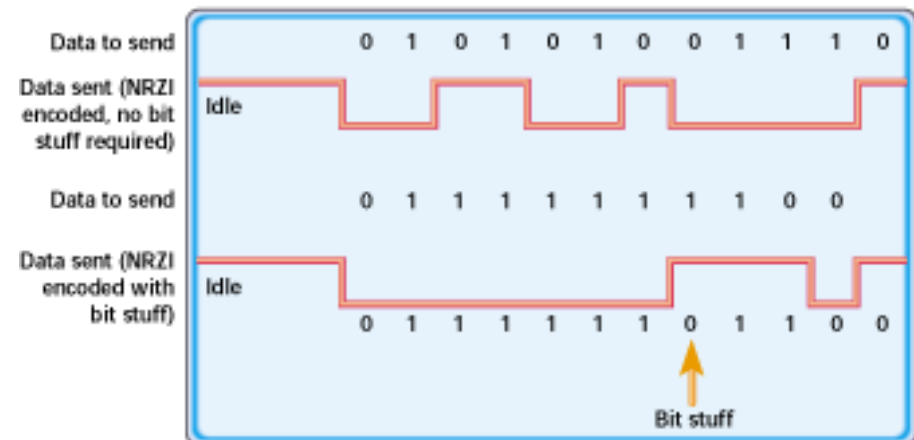 Data to send 0 1 0 1 0 1 0 0 1 1 1 0
Data sent (NRZI
encoded, no bit
stuff required)
Idle
Data to send 0 1 1 1 1 1 1 1 1 0 0
Data sent (NRZI
encoded with
bit stuff)
Idle
0 1 1 1 1 1 1 0 1 1 0 0
Bit stuff